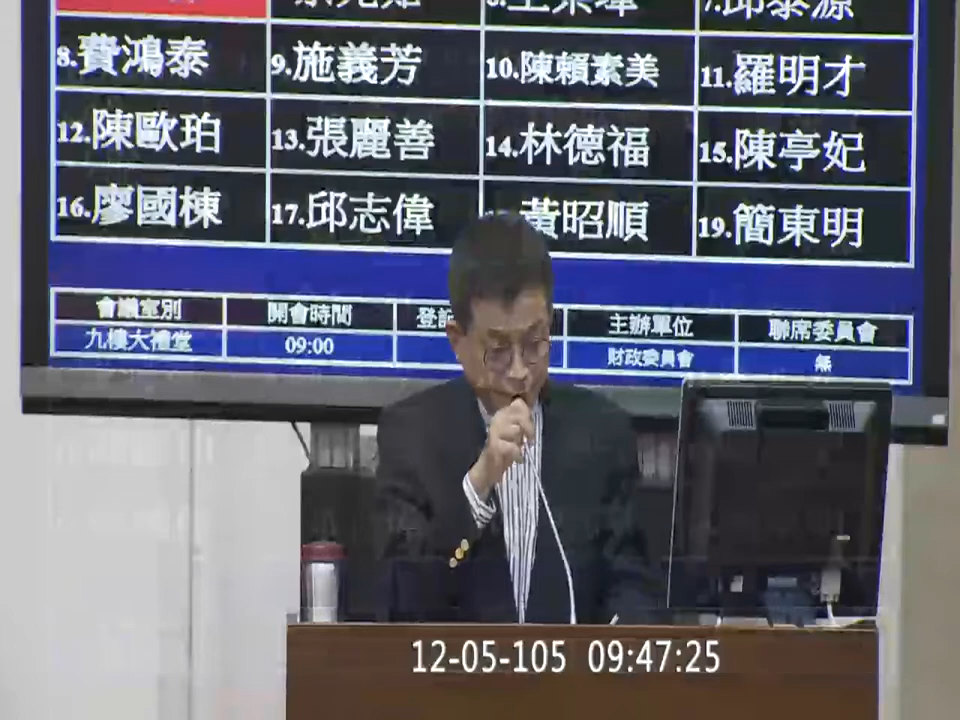 8.費鴻泰 9.施義芳 10.陳賴素美 11.羅明才
12.陳歐珀 13.張麗善 14.林德福 15.陳亭妃
16.廖國棟 17.邱志偉 黃昭順 19.簡東明
會議室別 開會時間 登記 主辦單位 聯席委員會
九樓大禮堂 09:00 財政委員會 無
12-05-105 09:47:25